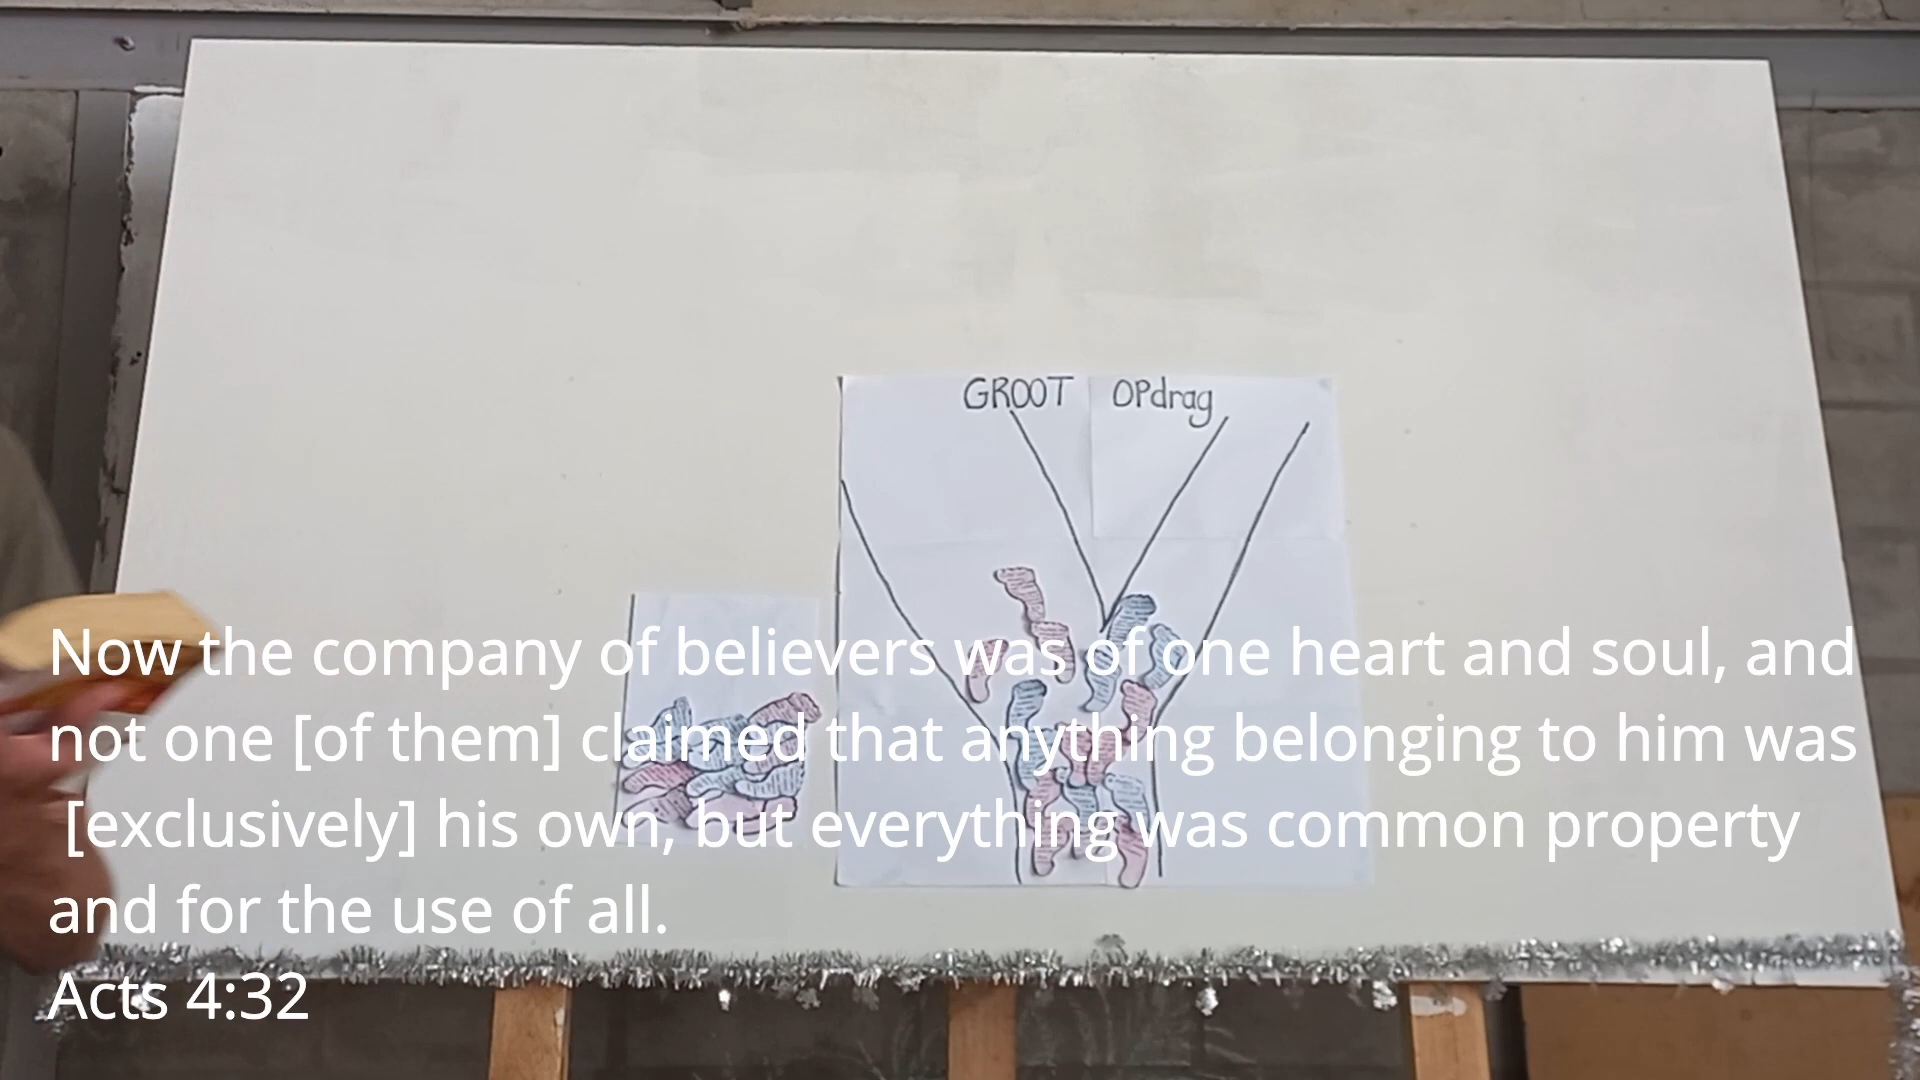 GROOT OPdrag
Now the company of believers was of one heart and soul, and
not one [of them] claimed that anything belonging to him was
[exclusively] his own, but everything was common property
and for the use of all.
Acts 4:32